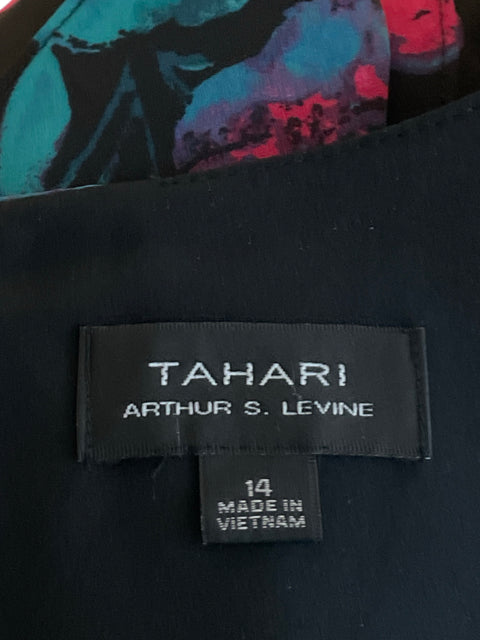 TAHARI
ARTHUR S. LEVINE
14
MADE IN
VIETNAM